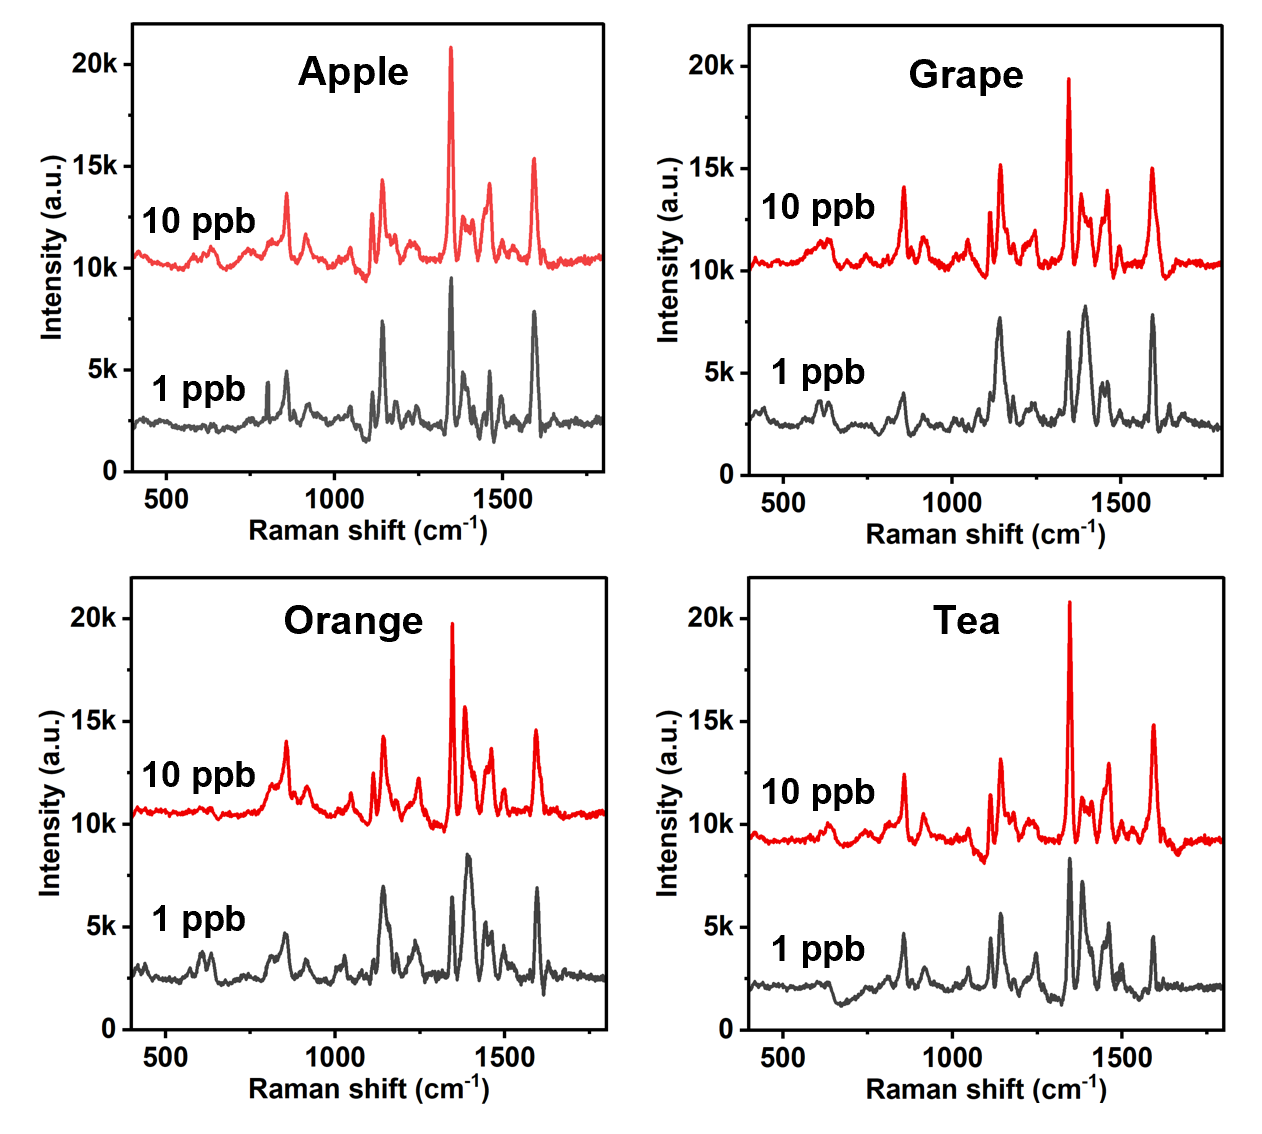 Apple
20k
15k
10k
5k
0
10 ppb
1 ppb
500
1000
1500
Intensity (a.u.)
Raman shift (cm⁻¹)
Grape
20k
15k
10k
5k
0
10 ppb
1 ppb
500
1000
1500
Intensity (a.u.)
Raman shift (cm⁻¹)
Orange
20k
15k
10k
5k
0
10 ppb
1 ppb
500
1000
1500
Intensity (a.u.)
Raman shift (cm⁻¹)
Tea
20k
15k
10k
5k
0
10 ppb
1 ppb
500
1000
1500
Intensity (a.u.)
Raman shift (cm⁻¹)